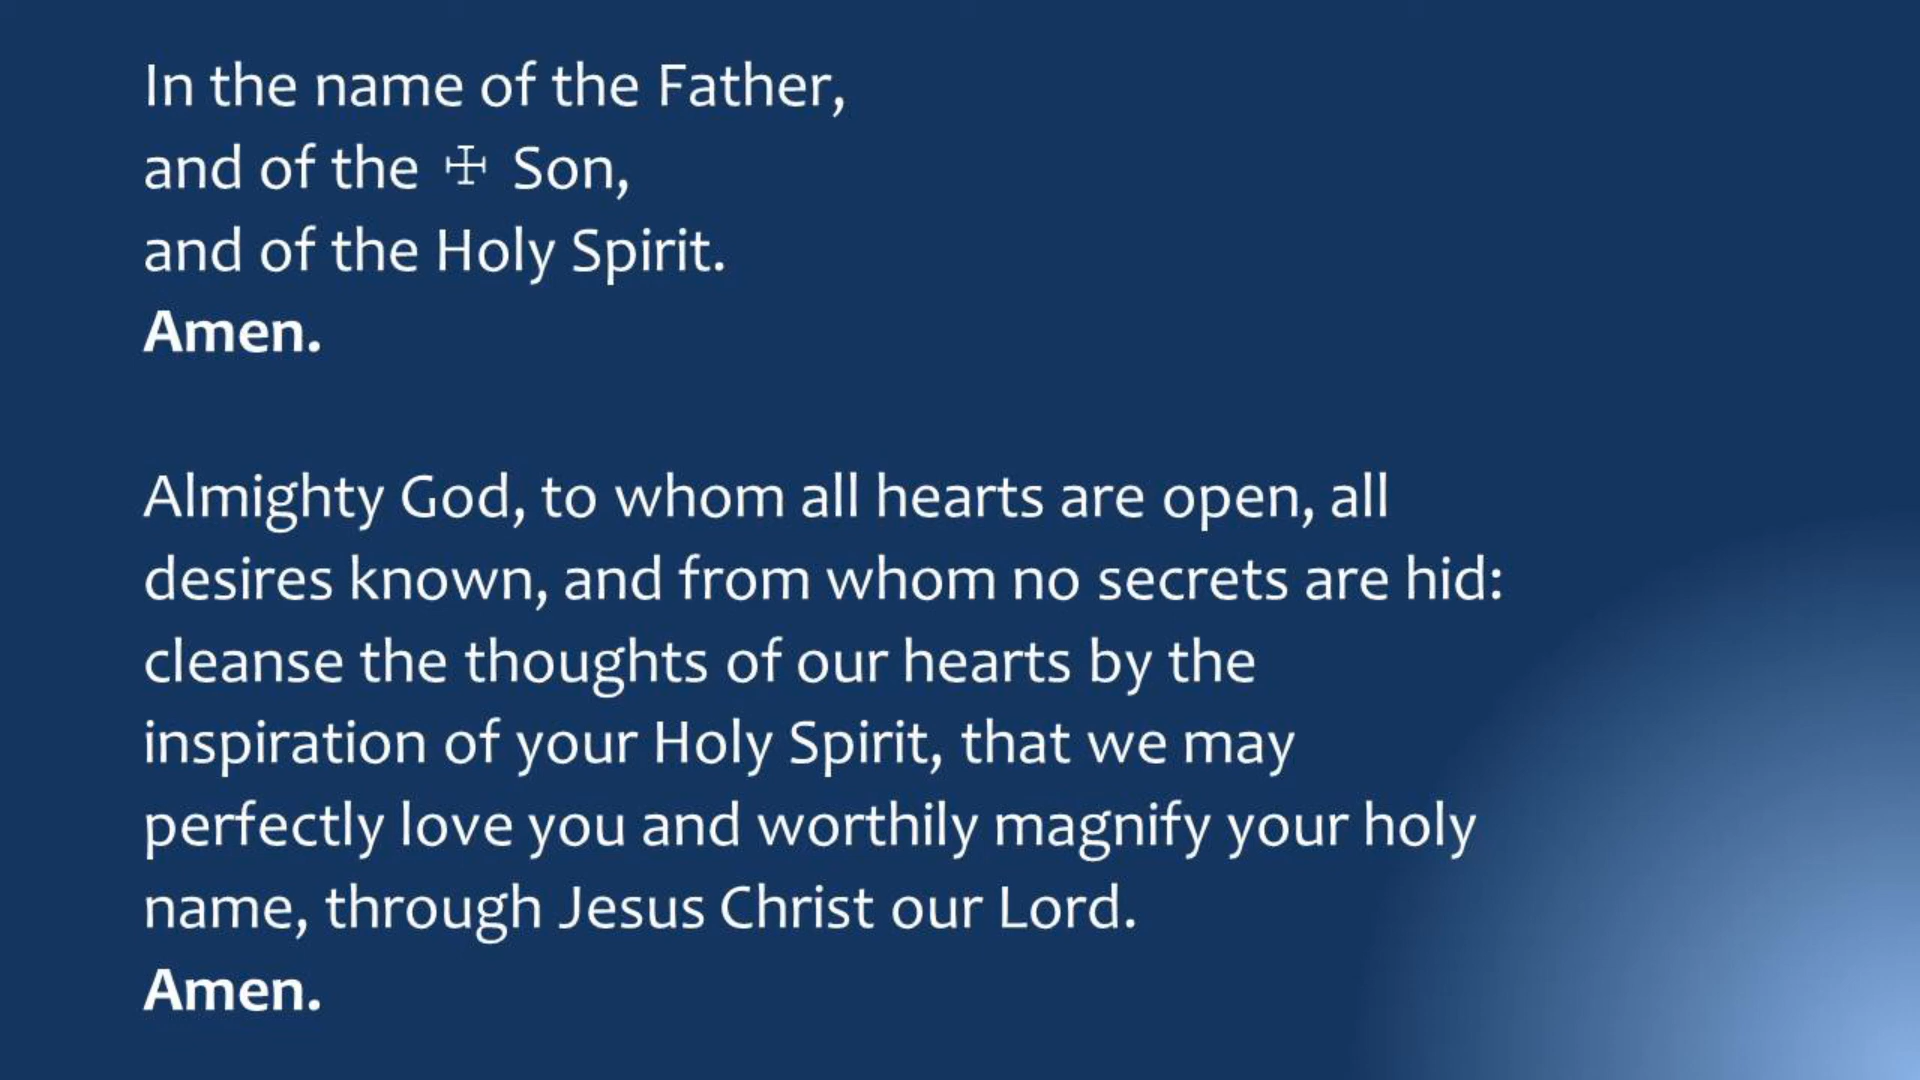 In the name of the Father,
and of the ☩ Son,
and of the Holy Spirit.
Amen.
Almighty God, to whom all hearts are open, all
desires known, and from whom no secrets are hid:
cleanse the thoughts of our hearts by the
inspiration of your Holy Spirit, that we may
perfectly love you and worthily magnify your holy
name, through Jesus Christ our Lord.
Amen.